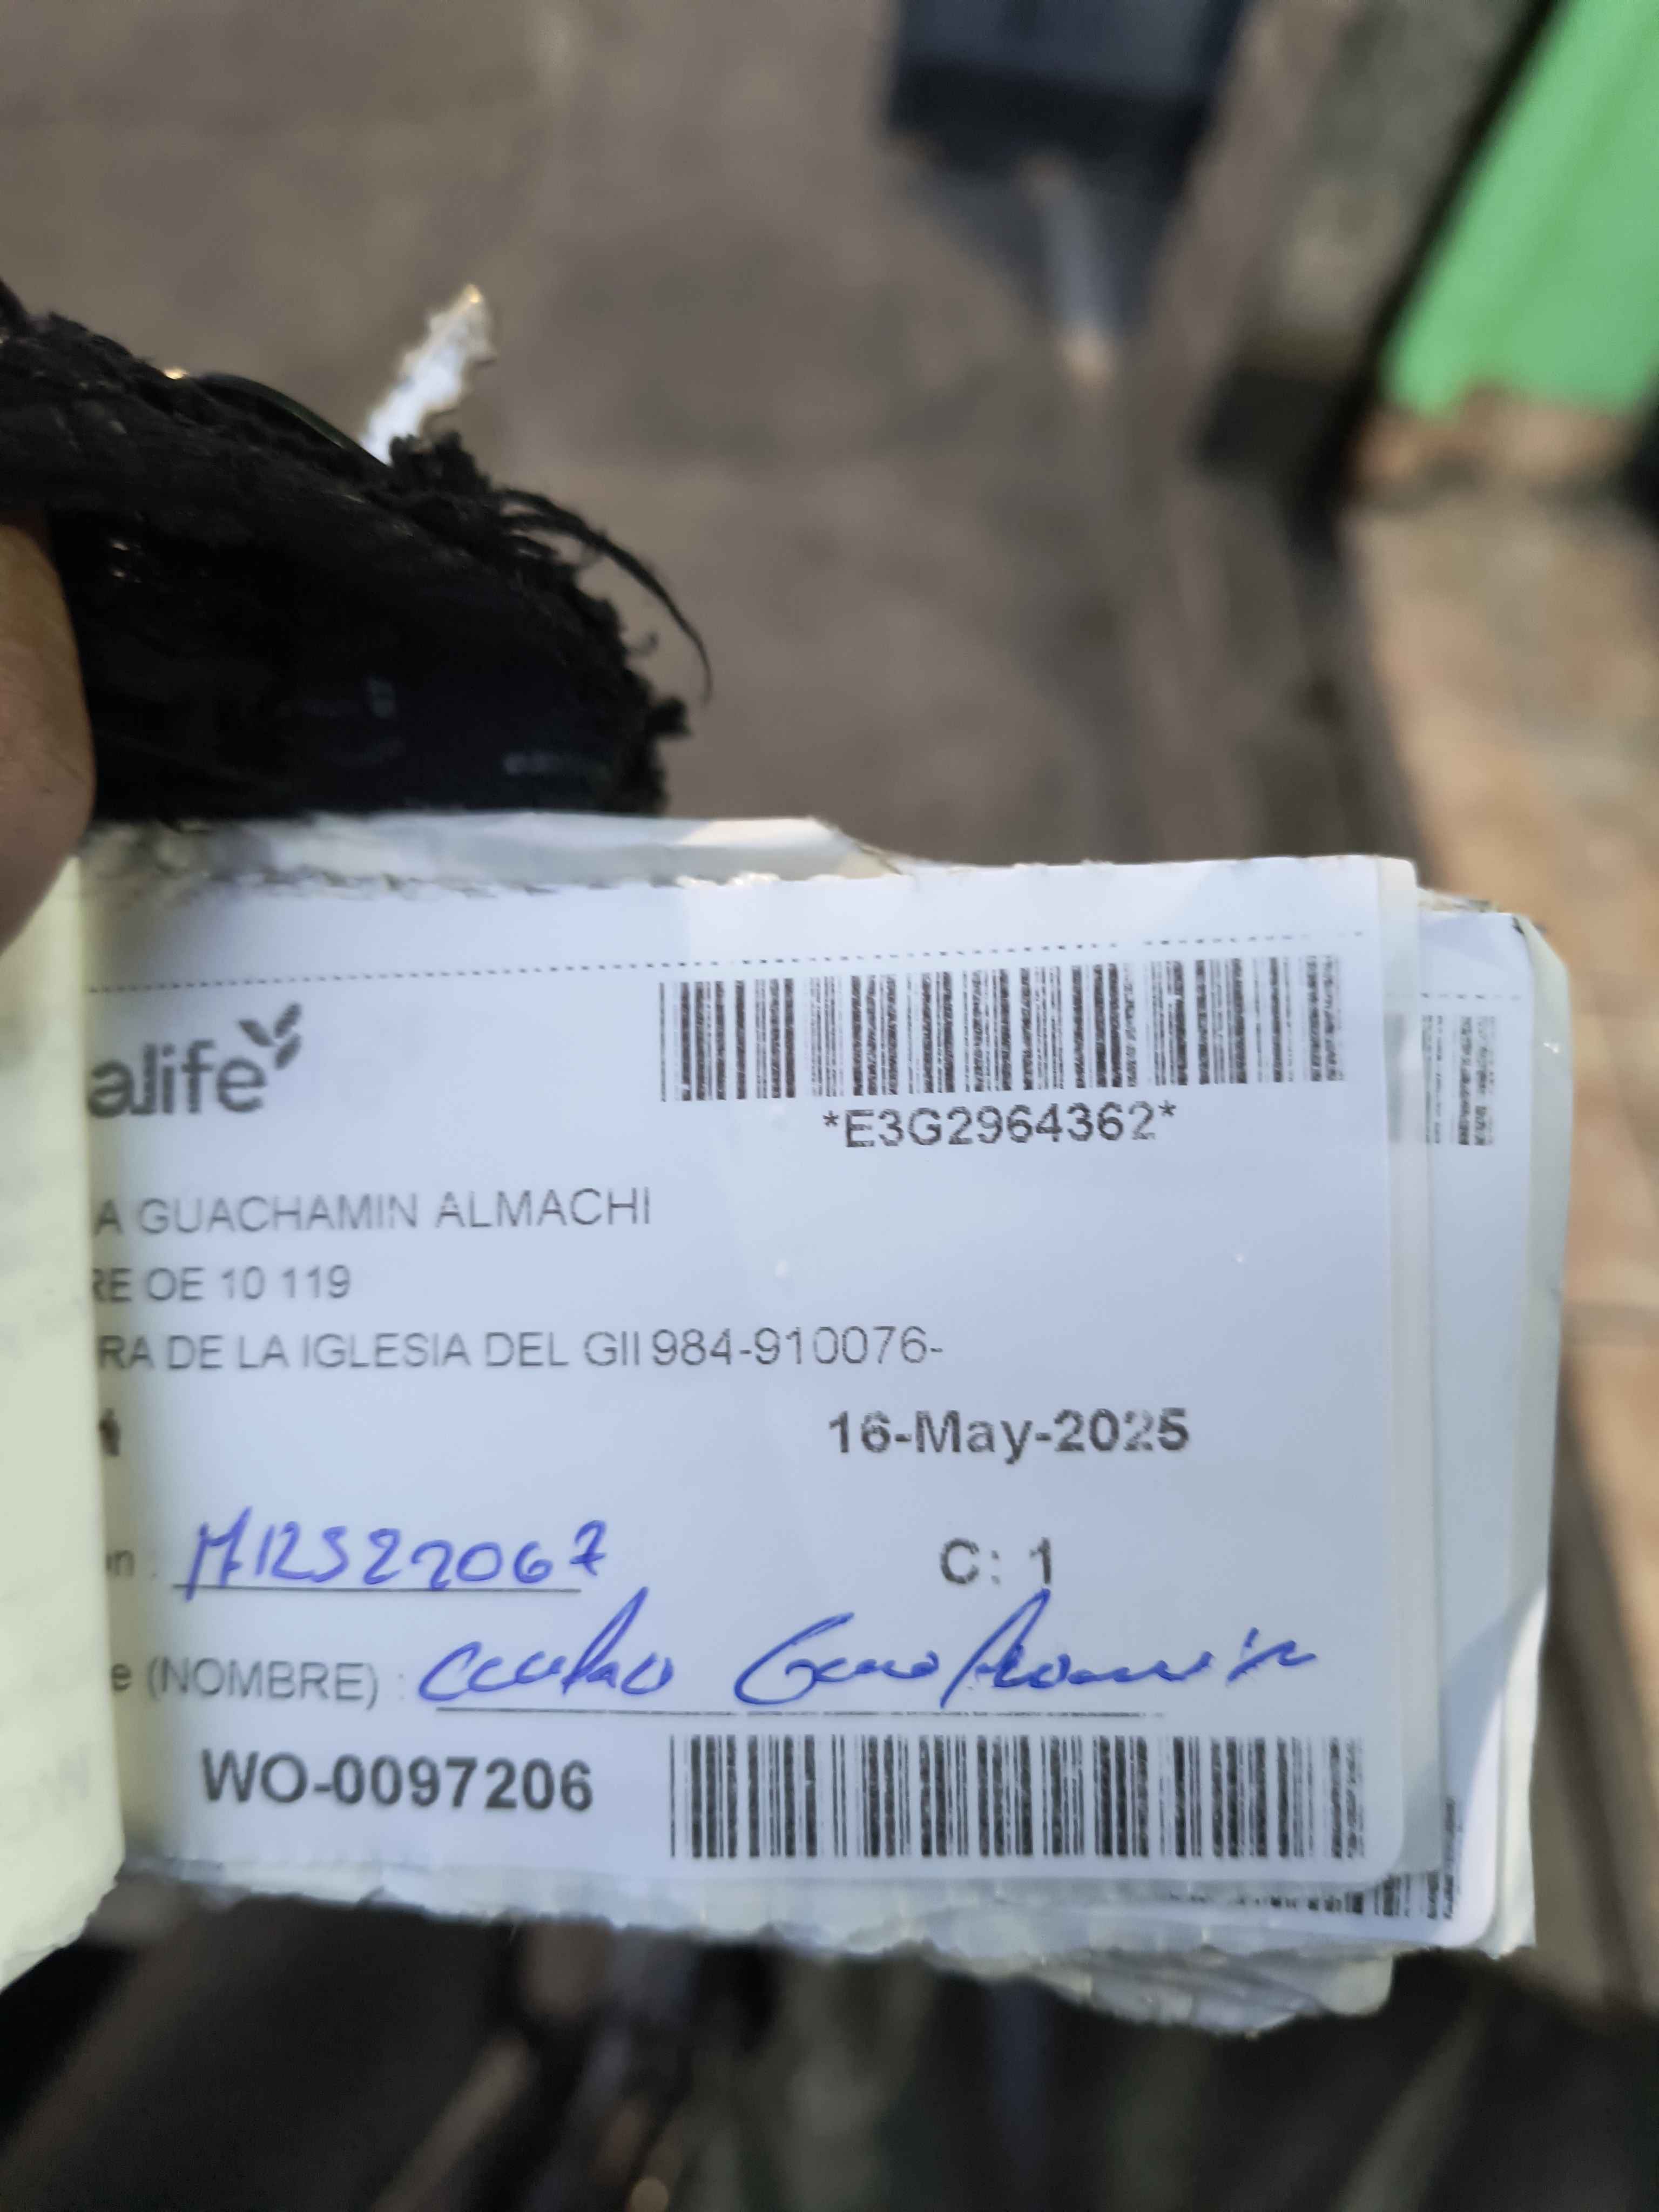 alife
*E3G2964362*
A GUACHAMIN ALMACHI
RE OE 10 119
RA DE LA IGLESIA DEL GII 984-910076-
16-May-2025
C: 1
e (NOMBRE) :
WO-0097206